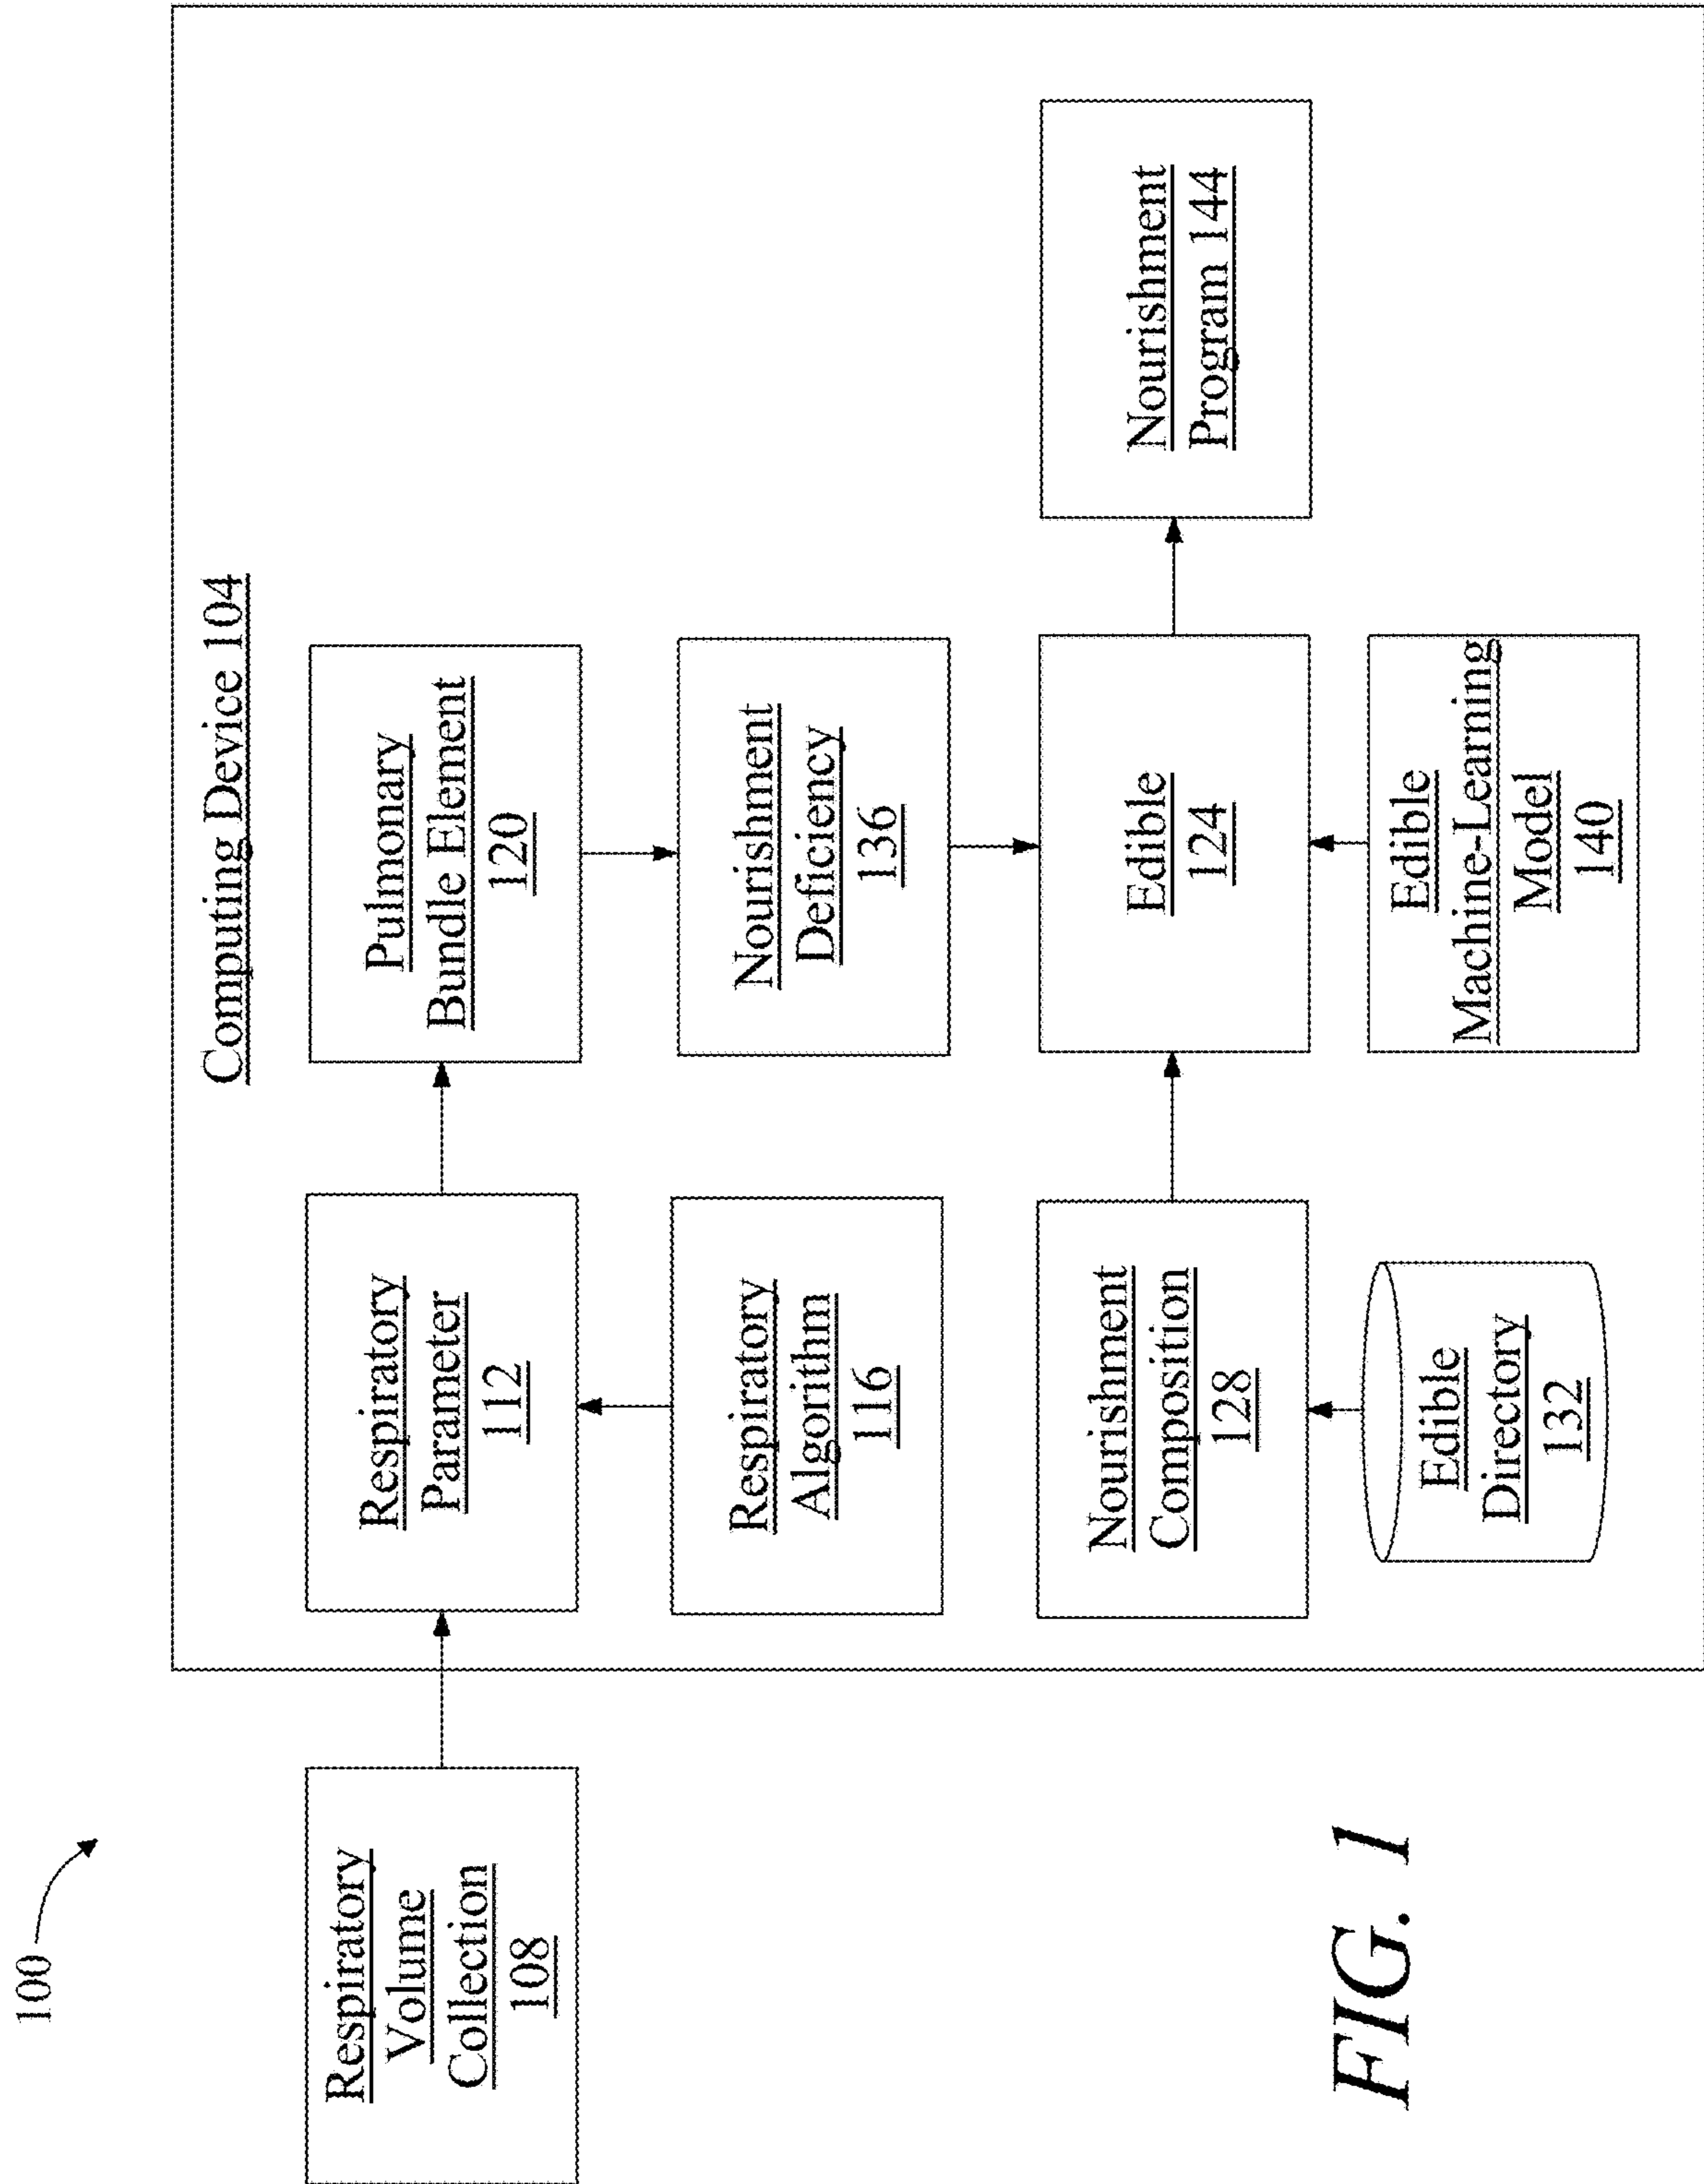 100
Computing Device 104
Respiratory
Volume
Collection
108
Respiratory
Parameter
112
Pulmonary
Bundle Element
120
Respiratory
Algorithm
116
Nourishment
Deficiency
136
Nourishment
Composition
128
Edible
124
Nourishment
Program 144
Edible
Directory
132
Edible
Machine-Learning
Model
140
FIG. 1